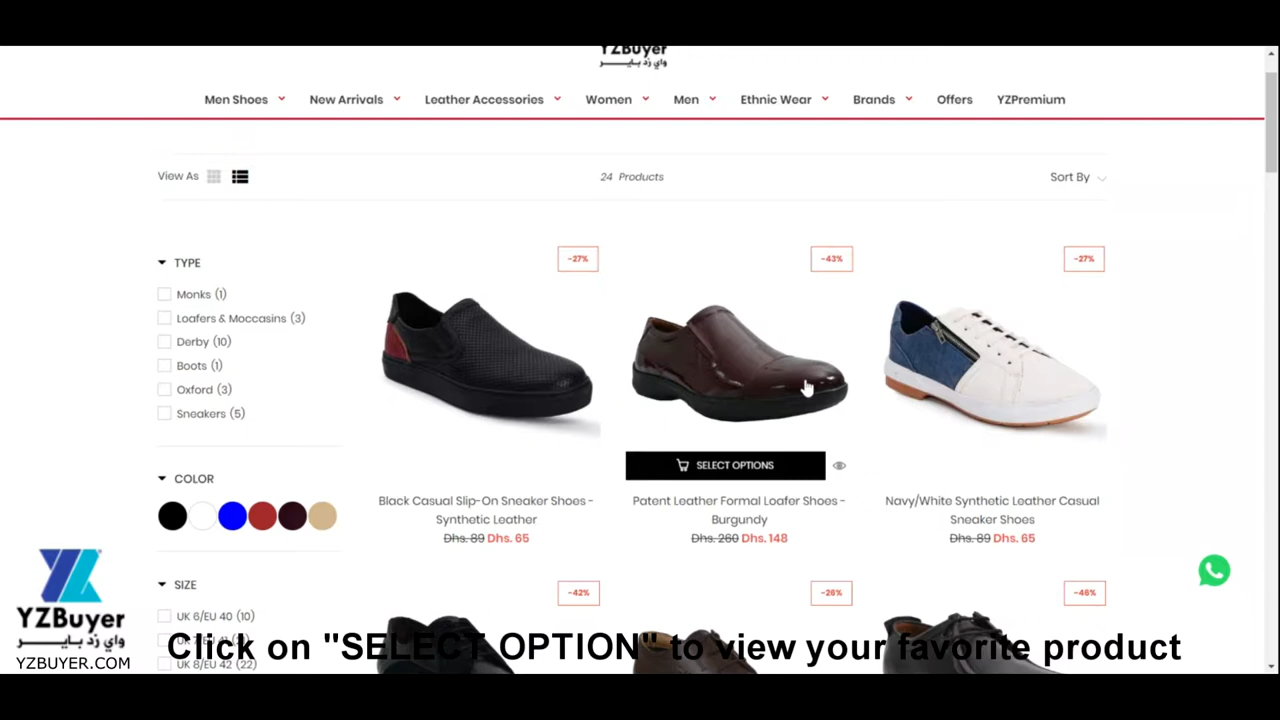 YZBuyer
واي زد بايـــر
Men Shoes
New Arrivals
Leather Accessories
Women
Men
Ethnic Wear
Brands
Offers
YZPremium
View As
24 Products
Sort By
TYPE
Monks (1)
Loafers & Moccasins (3)
Derby (10)
Boots (1)
Oxford (3)
Sneakers (5)
COLOR
SIZE
UK 6/EU 40 (10)
UK 8/EU 42 (22)
-27%
Black Casual Slip-On Sneaker Shoes -
Synthetic Leather
Dhs. 89 Dhs. 65
-43%
SELECT OPTIONS
Patent Leather Formal Loafer Shoes -
Burgundy
Dhs. 260 Dhs. 148
-27%
Navy/White Synthetic Leather Casual
Sneaker Shoes
Dhs. 89 Dhs. 65
-42%
-26%
-46%
YZBuyer
واي زد بايـــر
YZBUYER.COM
Click on "SELECT OPTION" to view your favorite product